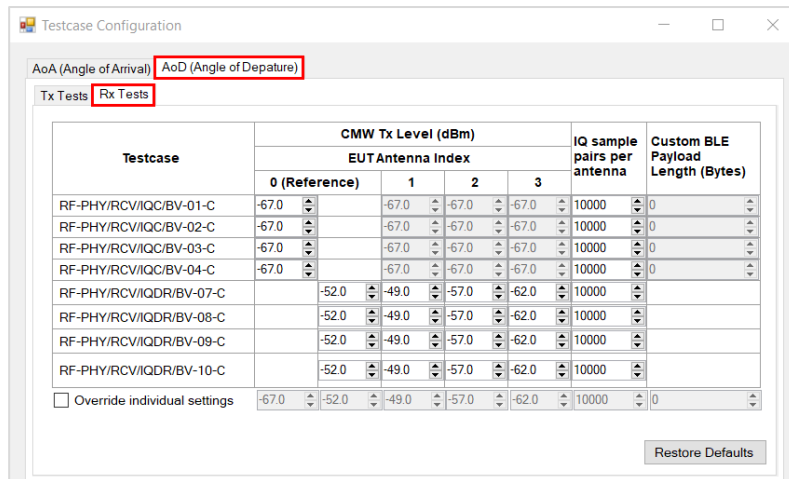 Testcase Configuration
AoA (Angle of Arrival) AoD (Angle of Depature)
Tx Tests Rx Tests
Testcase CMW Tx Level (dBm) IQ sample pairs per antenna Custom BLE Payload Length (Bytes)
EUT Antenna Index
0 (Reference) 1 2 3
RF-PHY/RCV/IQC/BV-01-C -67.0 -67.0 -67.0 -67.0 10000 0
RF-PHY/RCV/IQC/BV-02-C -67.0 -67.0 -67.0 -67.0 10000 0
RF-PHY/RCV/IQC/BV-03-C -67.0 -67.0 -67.0 -67.0 10000 0
RF-PHY/RCV/IQC/BV-04-C -67.0 -67.0 -67.0 -67.0 10000 0
RF-PHY/RCV/IQDR/BV-07-C -52.0 -49.0 -57.0 -62.0 10000
RF-PHY/RCV/IQDR/BV-08-C -52.0 -49.0 -57.0 -62.0 10000
RF-PHY/RCV/IQDR/BV-09-C -52.0 -49.0 -57.0 -62.0 10000
RF-PHY/RCV/IQDR/BV-10-C -52.0 -49.0 -57.0 -62.0 10000
Override individual settings -67.0 -52.0 -49.0 -57.0 -62.0 10000 0
Restore Defaults